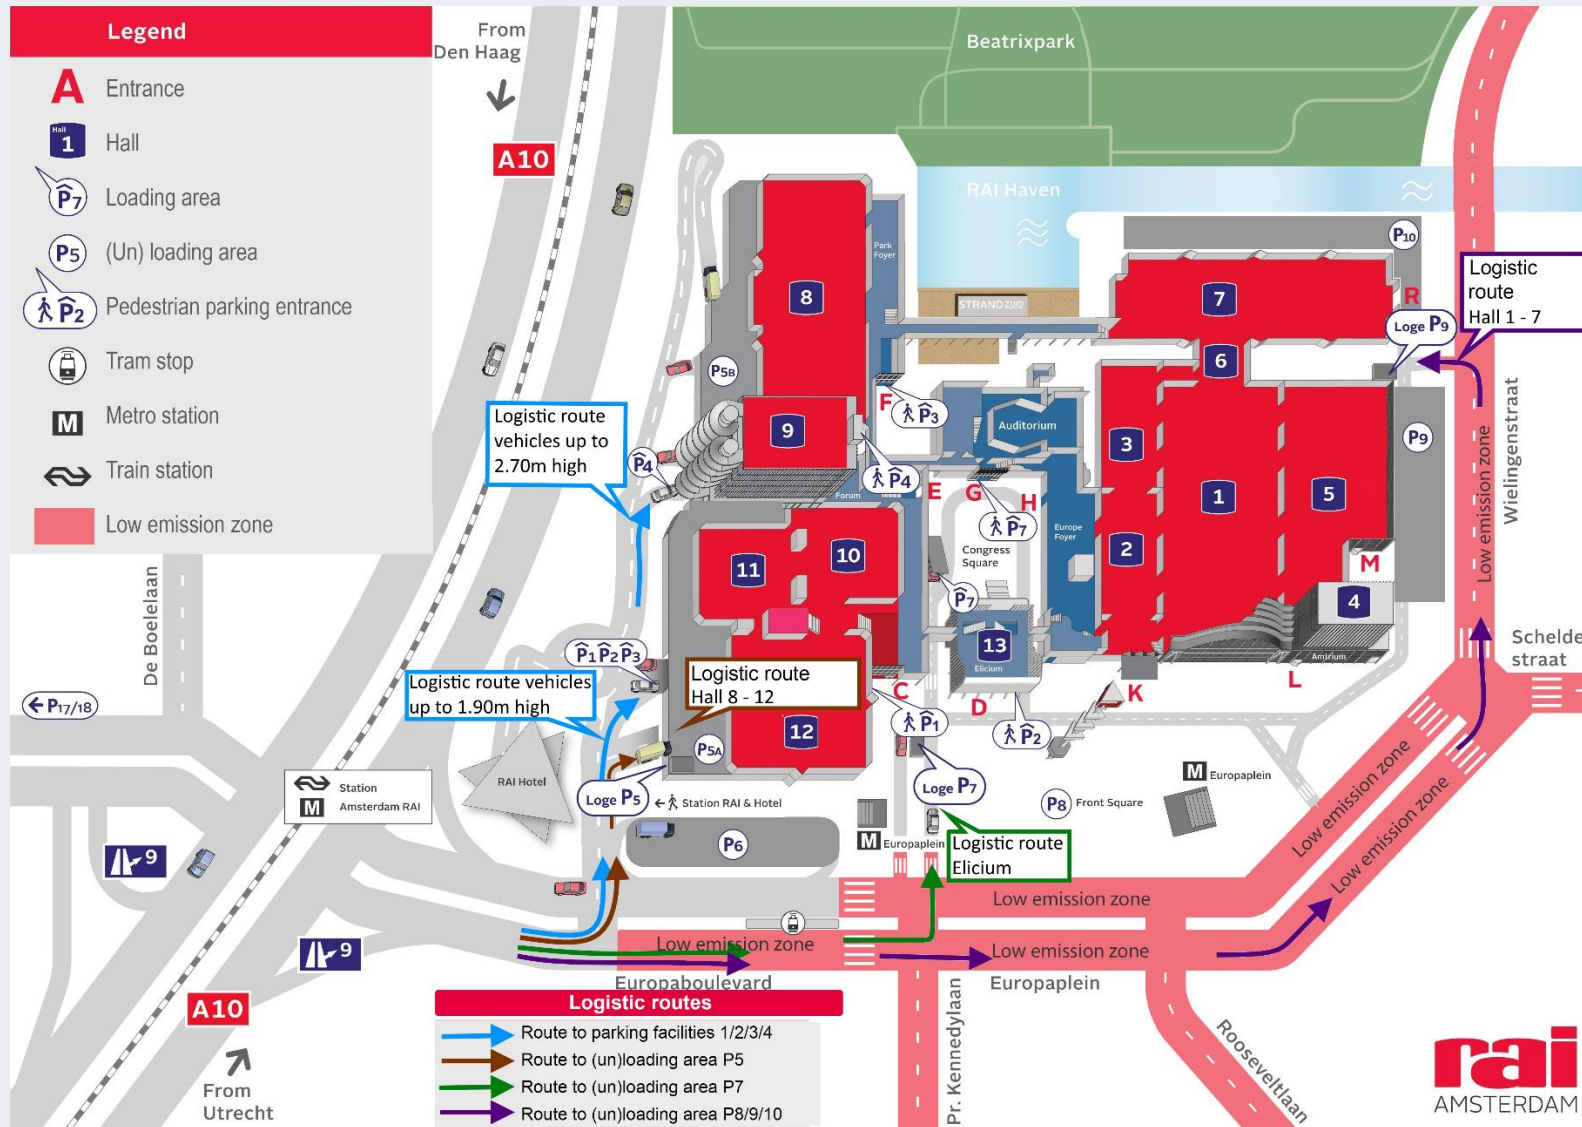 Legend
A Entrance
Hall 1 Hall
P7 Loading area
P5 (Un) loading area
P2 Pedestrian parking entrance
Tram stop
M Metro station
Train station
Low emission zone
From
Den Haag
A10
Beatrixpark
RAI Haven
Park
Foyer
STRANDZUID
8
7
6
P10
R
Logistic
route
Hall 1 - 7
Loge P9
P5B
F
P3
Logistic route
vehicles up to
2.70m high
9
P4
P4
Forum
Auditorium
E
G
H
P7
3
1
5
M
P9
Low emission zone
Wielingenstraat
11
10
Congress
Square
Europe
Foyer
2
M
4
P7
De Boelelaan
P1 P2 P3
13
Elicium
Amtrium
Schelde
straat
Logistic route vehicles
up to 1.90m high
Logistic route
Hall 8 - 12
C
D
K
L
P17/18
12
P1
P2
P5A
RAI Hotel
Station
M Amsterdam RAI
Loge P5
Station RAI & Hotel
Loge P7
P8 Front Square
M Europaplein
9
P6
M Europaplein
Logistic route
Elicium
Low emission zone
Low emission zone
Low emission zone
Low emission zone
Low emission zone
9
Europaboulevard
Europaplein
A10
From
Utrecht
Pr. Kennedylaan
Rooseveltlaan
Logistic routes
Route to parking facilities 1/2/3/4
Route to (un)loading area P5
Route to (un)loading area P7
Route to (un)loading area P8/9/10
rai
AMSTERDAM